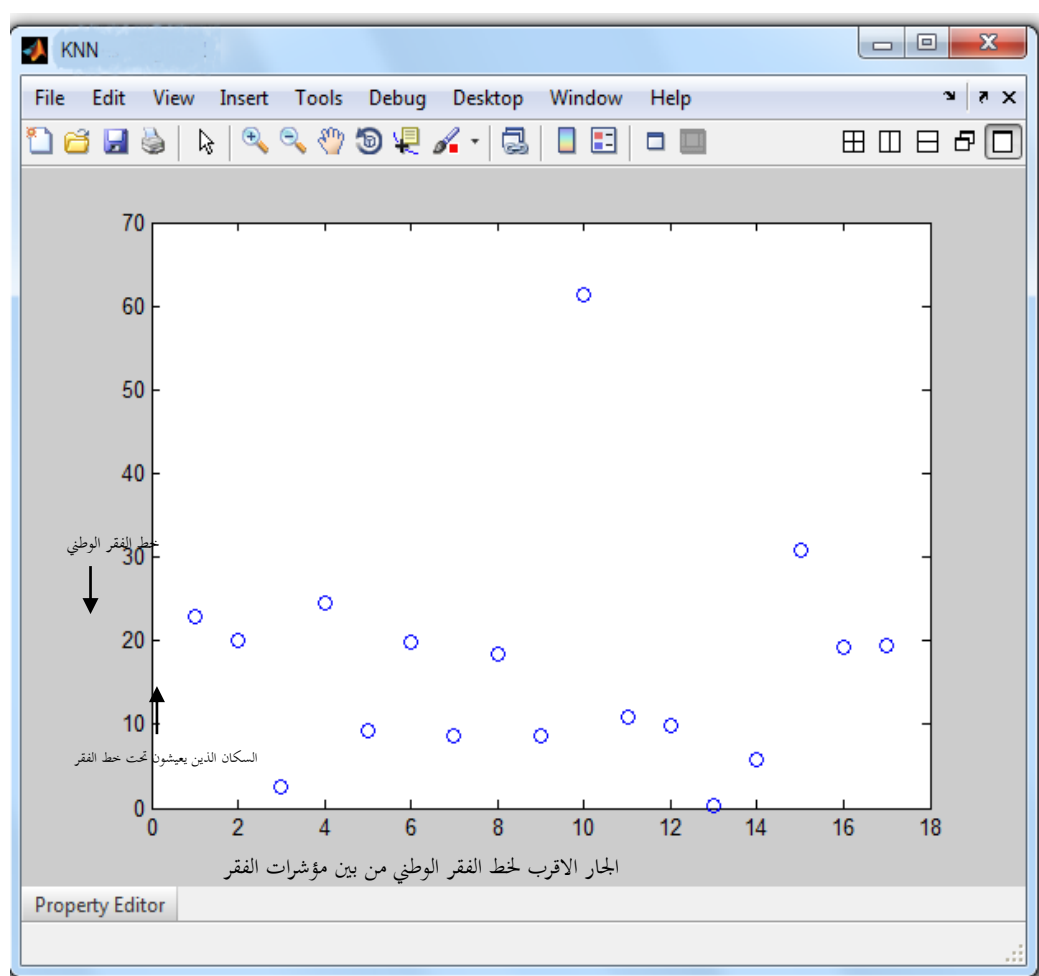 KNN
File Edit View Insert Tools Debug Desktop Window Help
70
60
50
40
خط الفقر الوطني
30
20
10
السكان الذين يعيشون تحت خط الفقر
0
0 2 4 6 8 10 12 14 16 18
الجار الاقرب لخط الفقر الوطني من بين مؤشرات الفقر
Property Editor